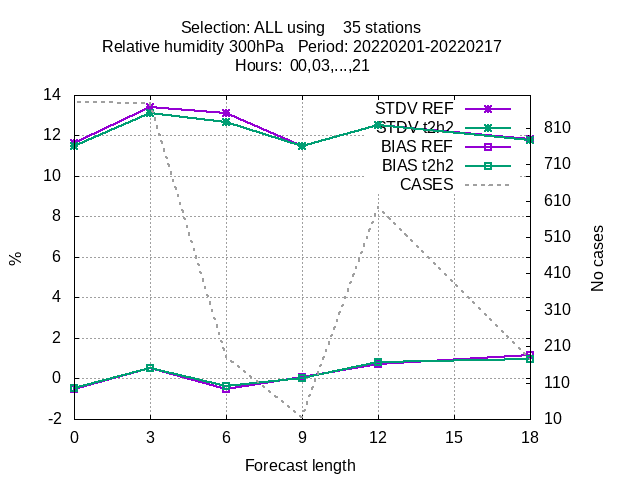 Selection: ALL using 35 stations
Relative humidity 300hPa Period: 20220201-20220217
Hours: 00,03,...,21
STDV REF
STDV t2h2
BIAS REF
BIAS t2h2
CASES
14
12
10
8
6
4
2
0
-2
%
810
710
610
510
410
310
210
110
10
No cases
0 3 6 9 12 15 18
Forecast length